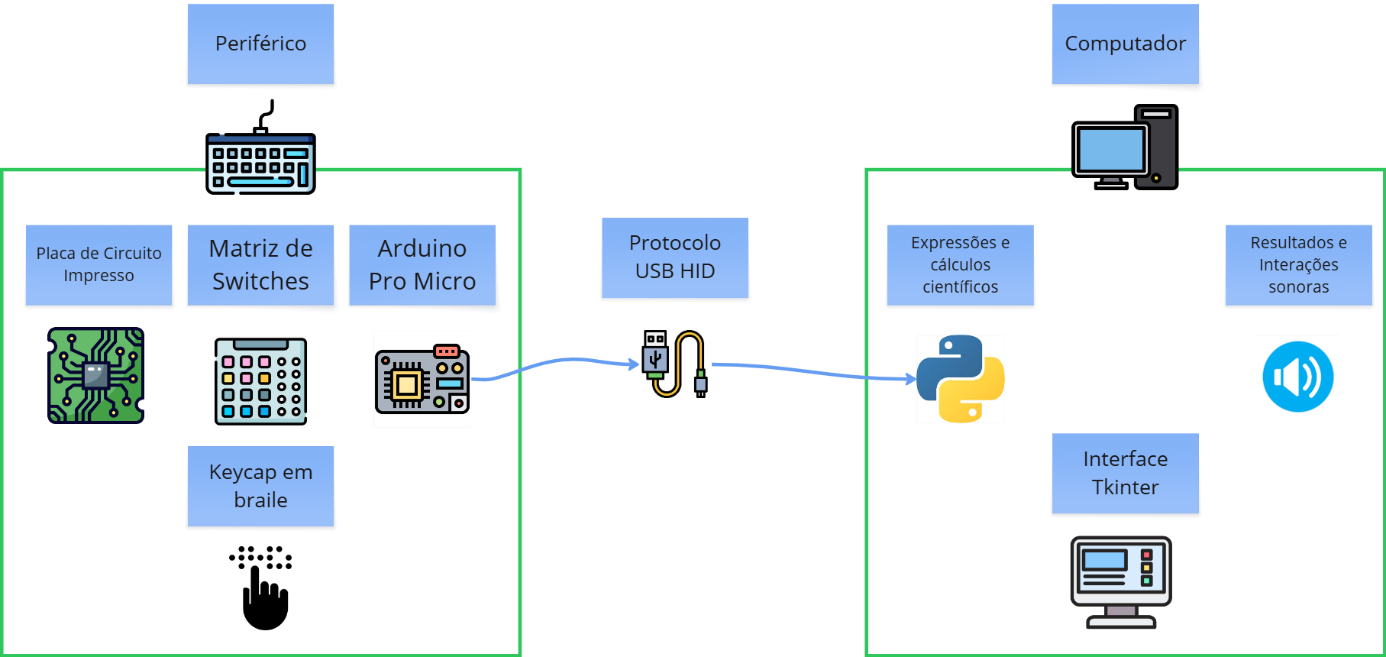 Periférico
Computador
Placa de Circuito
Impresso
Matriz de
Switches
Arduino
Pro Micro
Protocolo
USB HID
Expressões e
cálculos
científicos
Resultados e
Interações
sonoras
Keycap em
braile
Interface
Tkinter